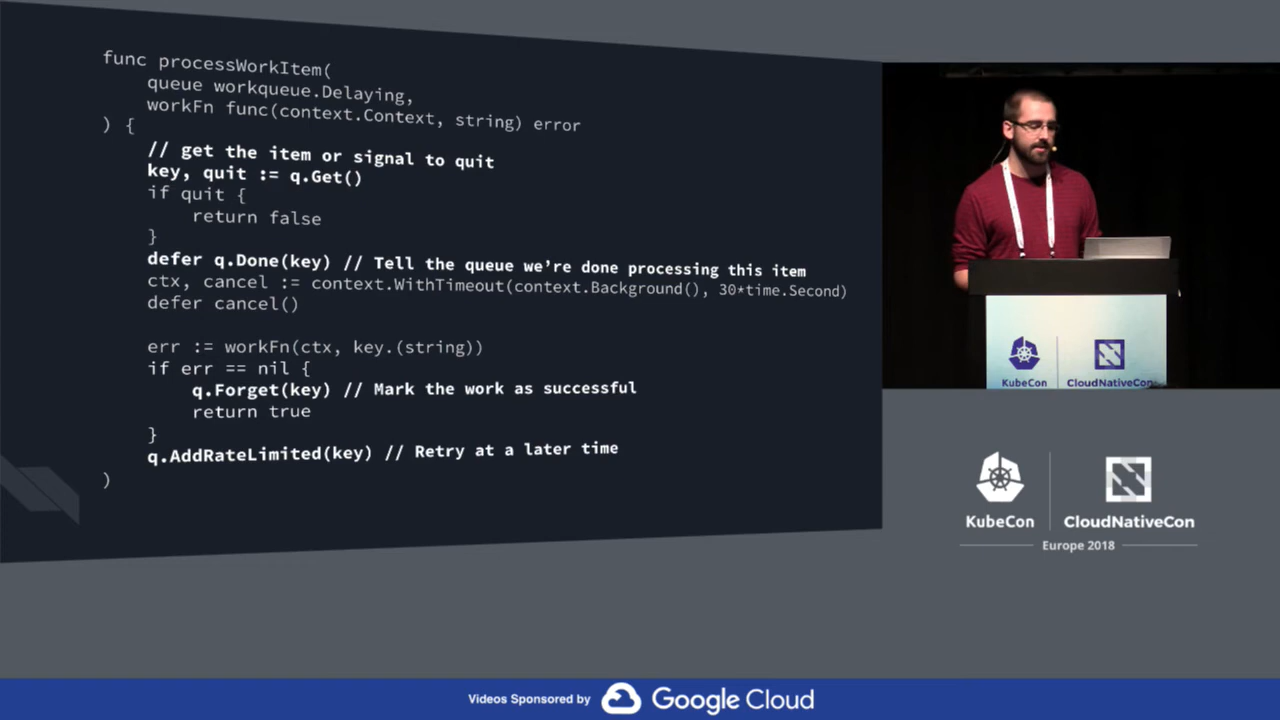 func processWorkItem(
queue workqueue.Delaying,
workFn func(context.Context, string) error
) {
// get the item or signal to quit
key, quit := q.Get()
if quit {
return false
}
defer q.Done(key) // Tell the queue we're done processing this item
ctx, cancel := context.WithTimeout(context.Background(), 30*time.Second)
defer cancel()
err := workFn(ctx, key.(string))
if err == nil {
q.Forget(key) // Mark the work as successful
return true
}
q.AddRateLimited(key) // Retry at a later time
)
KubeCon
CloudNativeCon
KubeCon
CloudNativeCon
Europe 2018
Videos Sponsored by Google Cloud